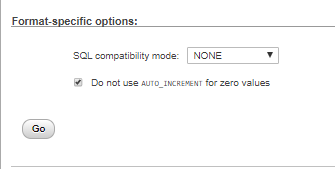 Format-specific options:
SQL compatibility mode: NONE
Do not use AUTO_INCREMENT for zero values
Go